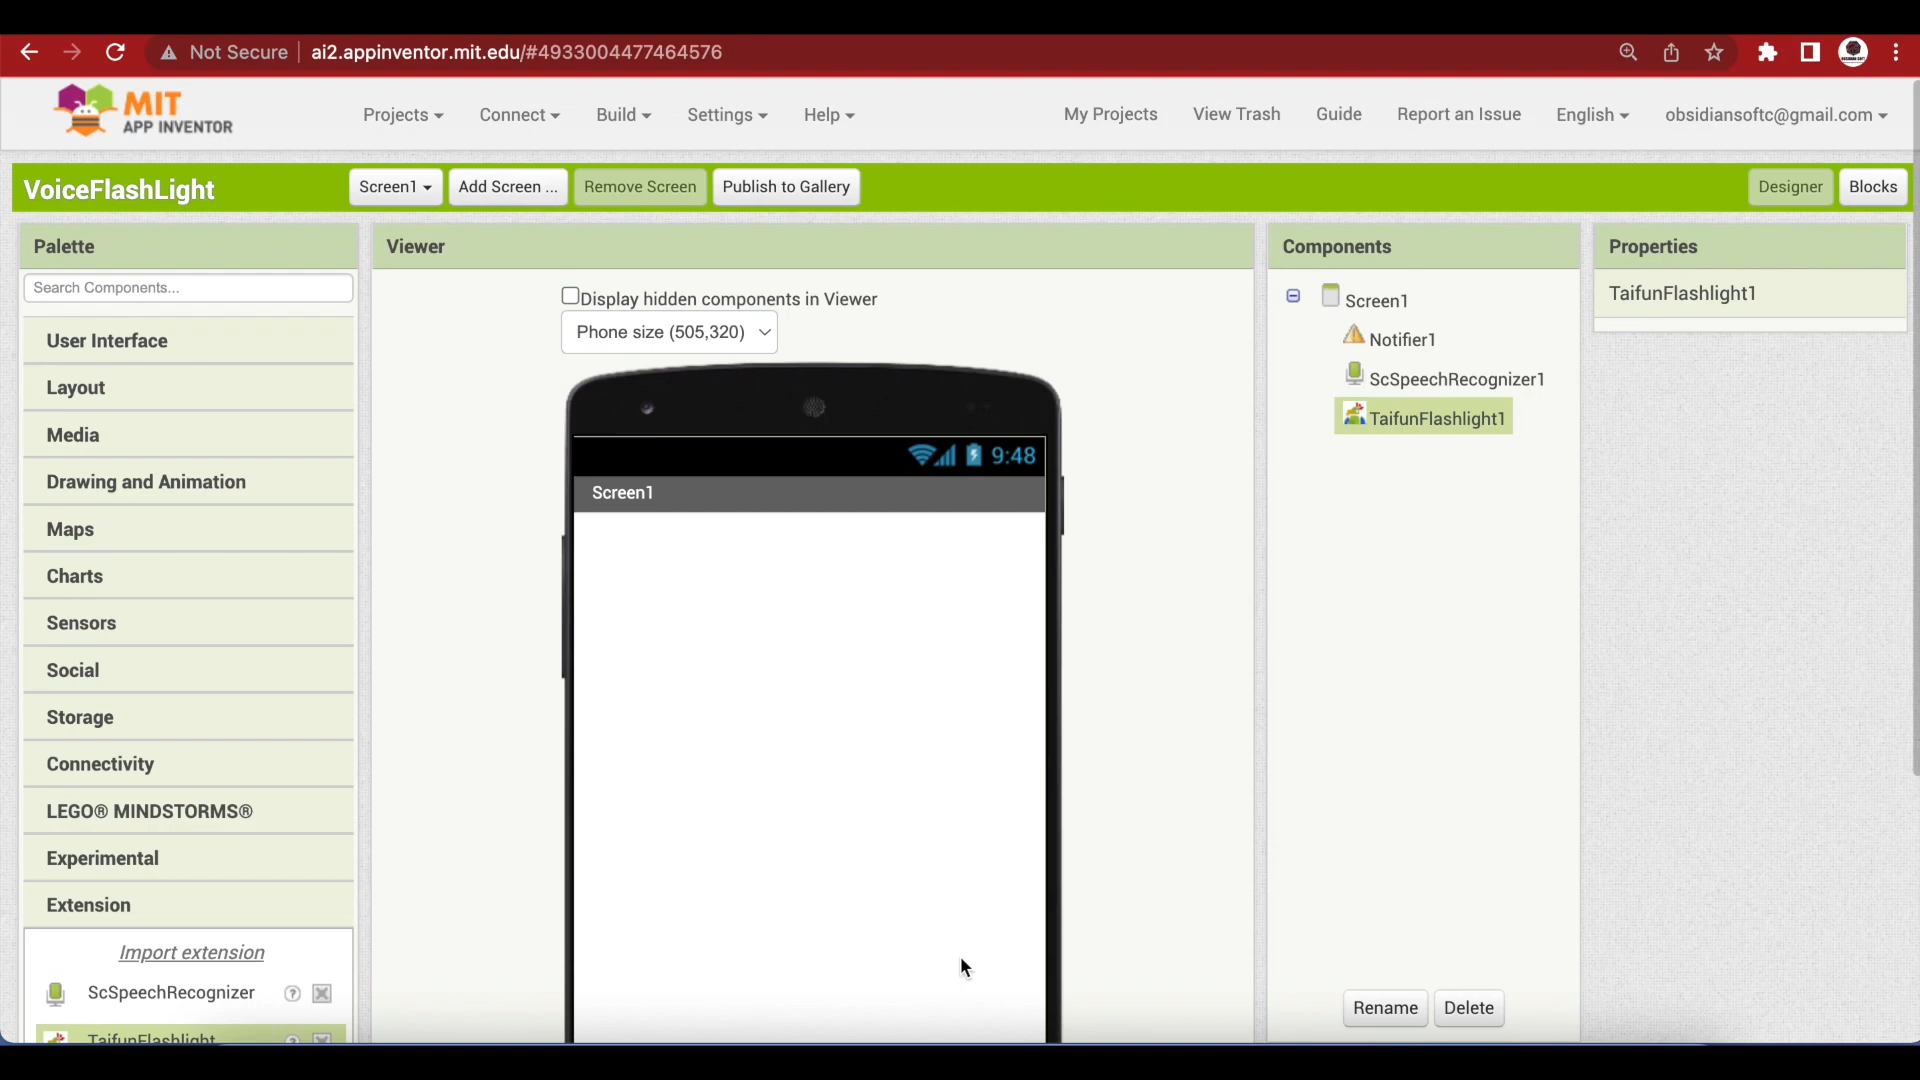 Not Secure | ai2.appinventor.mit.edu/#4933004477464576
MIT
APP INVENTOR
Projects
Connect
Build
Settings
Help
My Projects
View Trash
Guide
Report an Issue
English
obsidiansoftc@gmail.com
VoiceFlashLight
Screen1
Add Screen ...
Remove Screen
Publish to Gallery
Designer
Blocks
Palette
Search Components...
User Interface
Layout
Media
Drawing and Animation
Maps
Charts
Sensors
Social
Storage
Connectivity
LEGO® MINDSTORMS®
Experimental
Extension
Import extension
ScSpeechRecognizer
?
TaifunFlashlight
Viewer
Display hidden components in Viewer
Phone size (505,320)
9:48
Screen1
Components
Screen1
Notifier1
ScSpeechRecognizer1
TaifunFlashlight1
Rename
Delete
Properties
TaifunFlashlight1